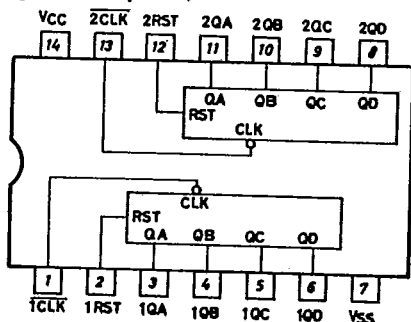 VCC 2CLK 2RST 2QA 2QB 2QC 2QD
14 13 12 11 10 9 8
QA QB QC QD
RST
CLK
CLK
RST
QA QB QC QD
1 2 3 4 5 6 7
1CLK 1RST 1QA 1QB 1QC 1QD VSS